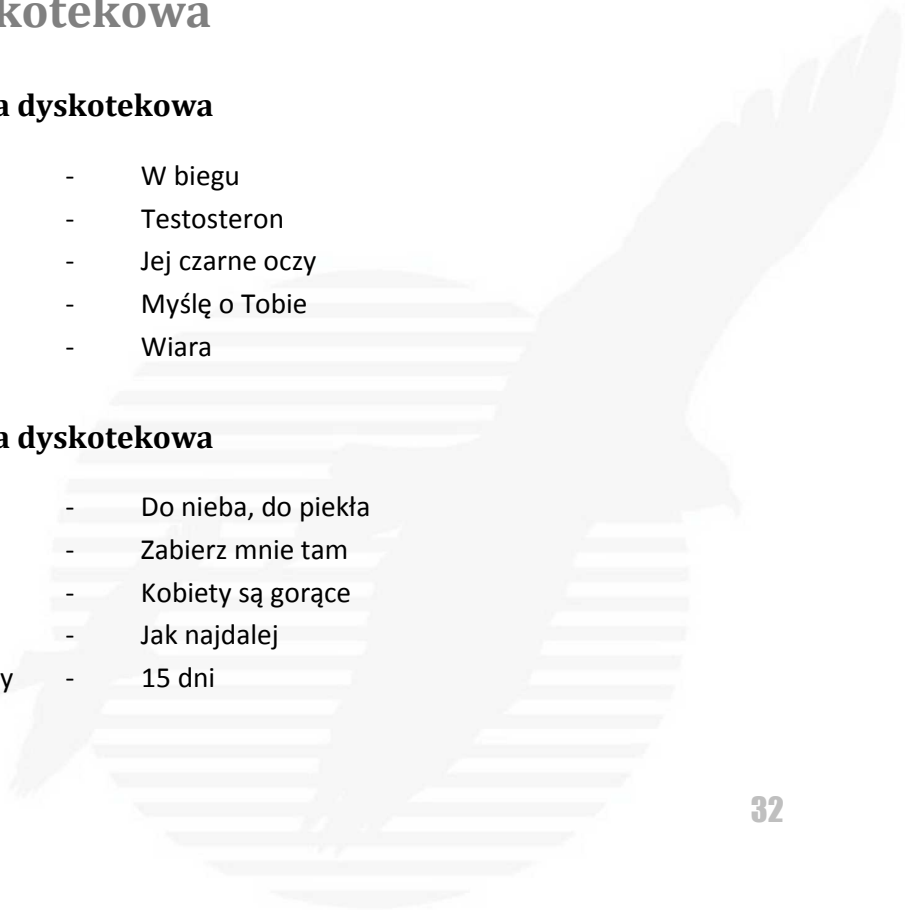 kotekowa
a dyskotekowa
- W biegu
- Testosteron
- Jej czarne oczy
- Myślę o Tobie
- Wiara
a dyskotekowa
- Do nieba, do piekła
- Zabierz mnie tam
- Kobiety są gorące
- Jak najdalej
y - 15 dni
32